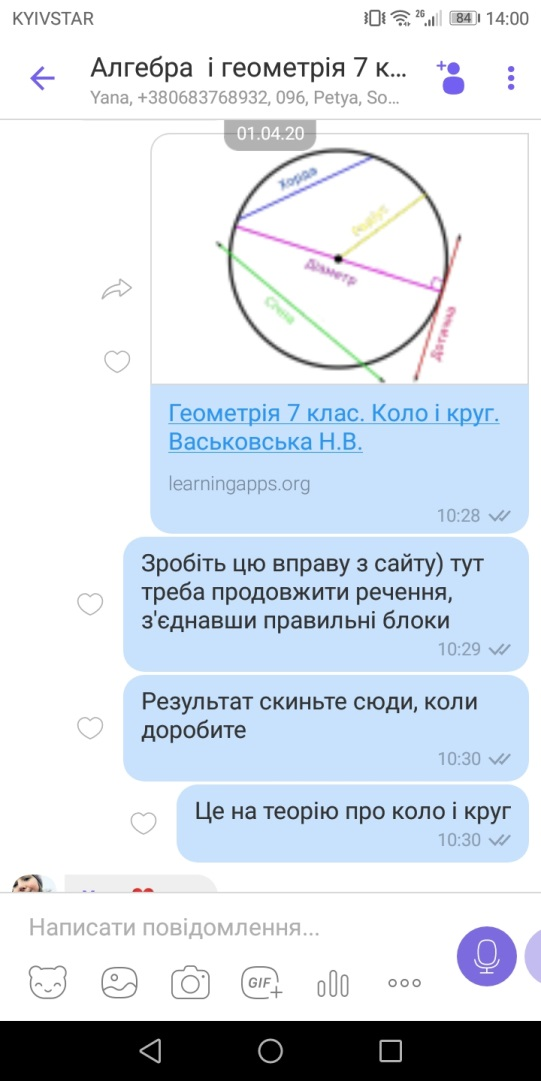 KYIVSTAR
2G
84
14:00
Алгебра і геометрія 7 к...
Yana, +380683768932, 096, Petya, So...
01.04.20
Хорда
Радіус
Діаметр
Січна
Дотична
Геометрія 7 клас. Коло і круг.
Васьковська Н.В.
learningapps.org
10:28
Зробіть цю вправу з сайту) тут
треба продовжити речення,
з'єднавши правильні блоки
10:29
Результат скиньте сюди, коли
доробите
10:30
Це на теорію про коло і круг
10:30
Написати повідомлення...
GIF